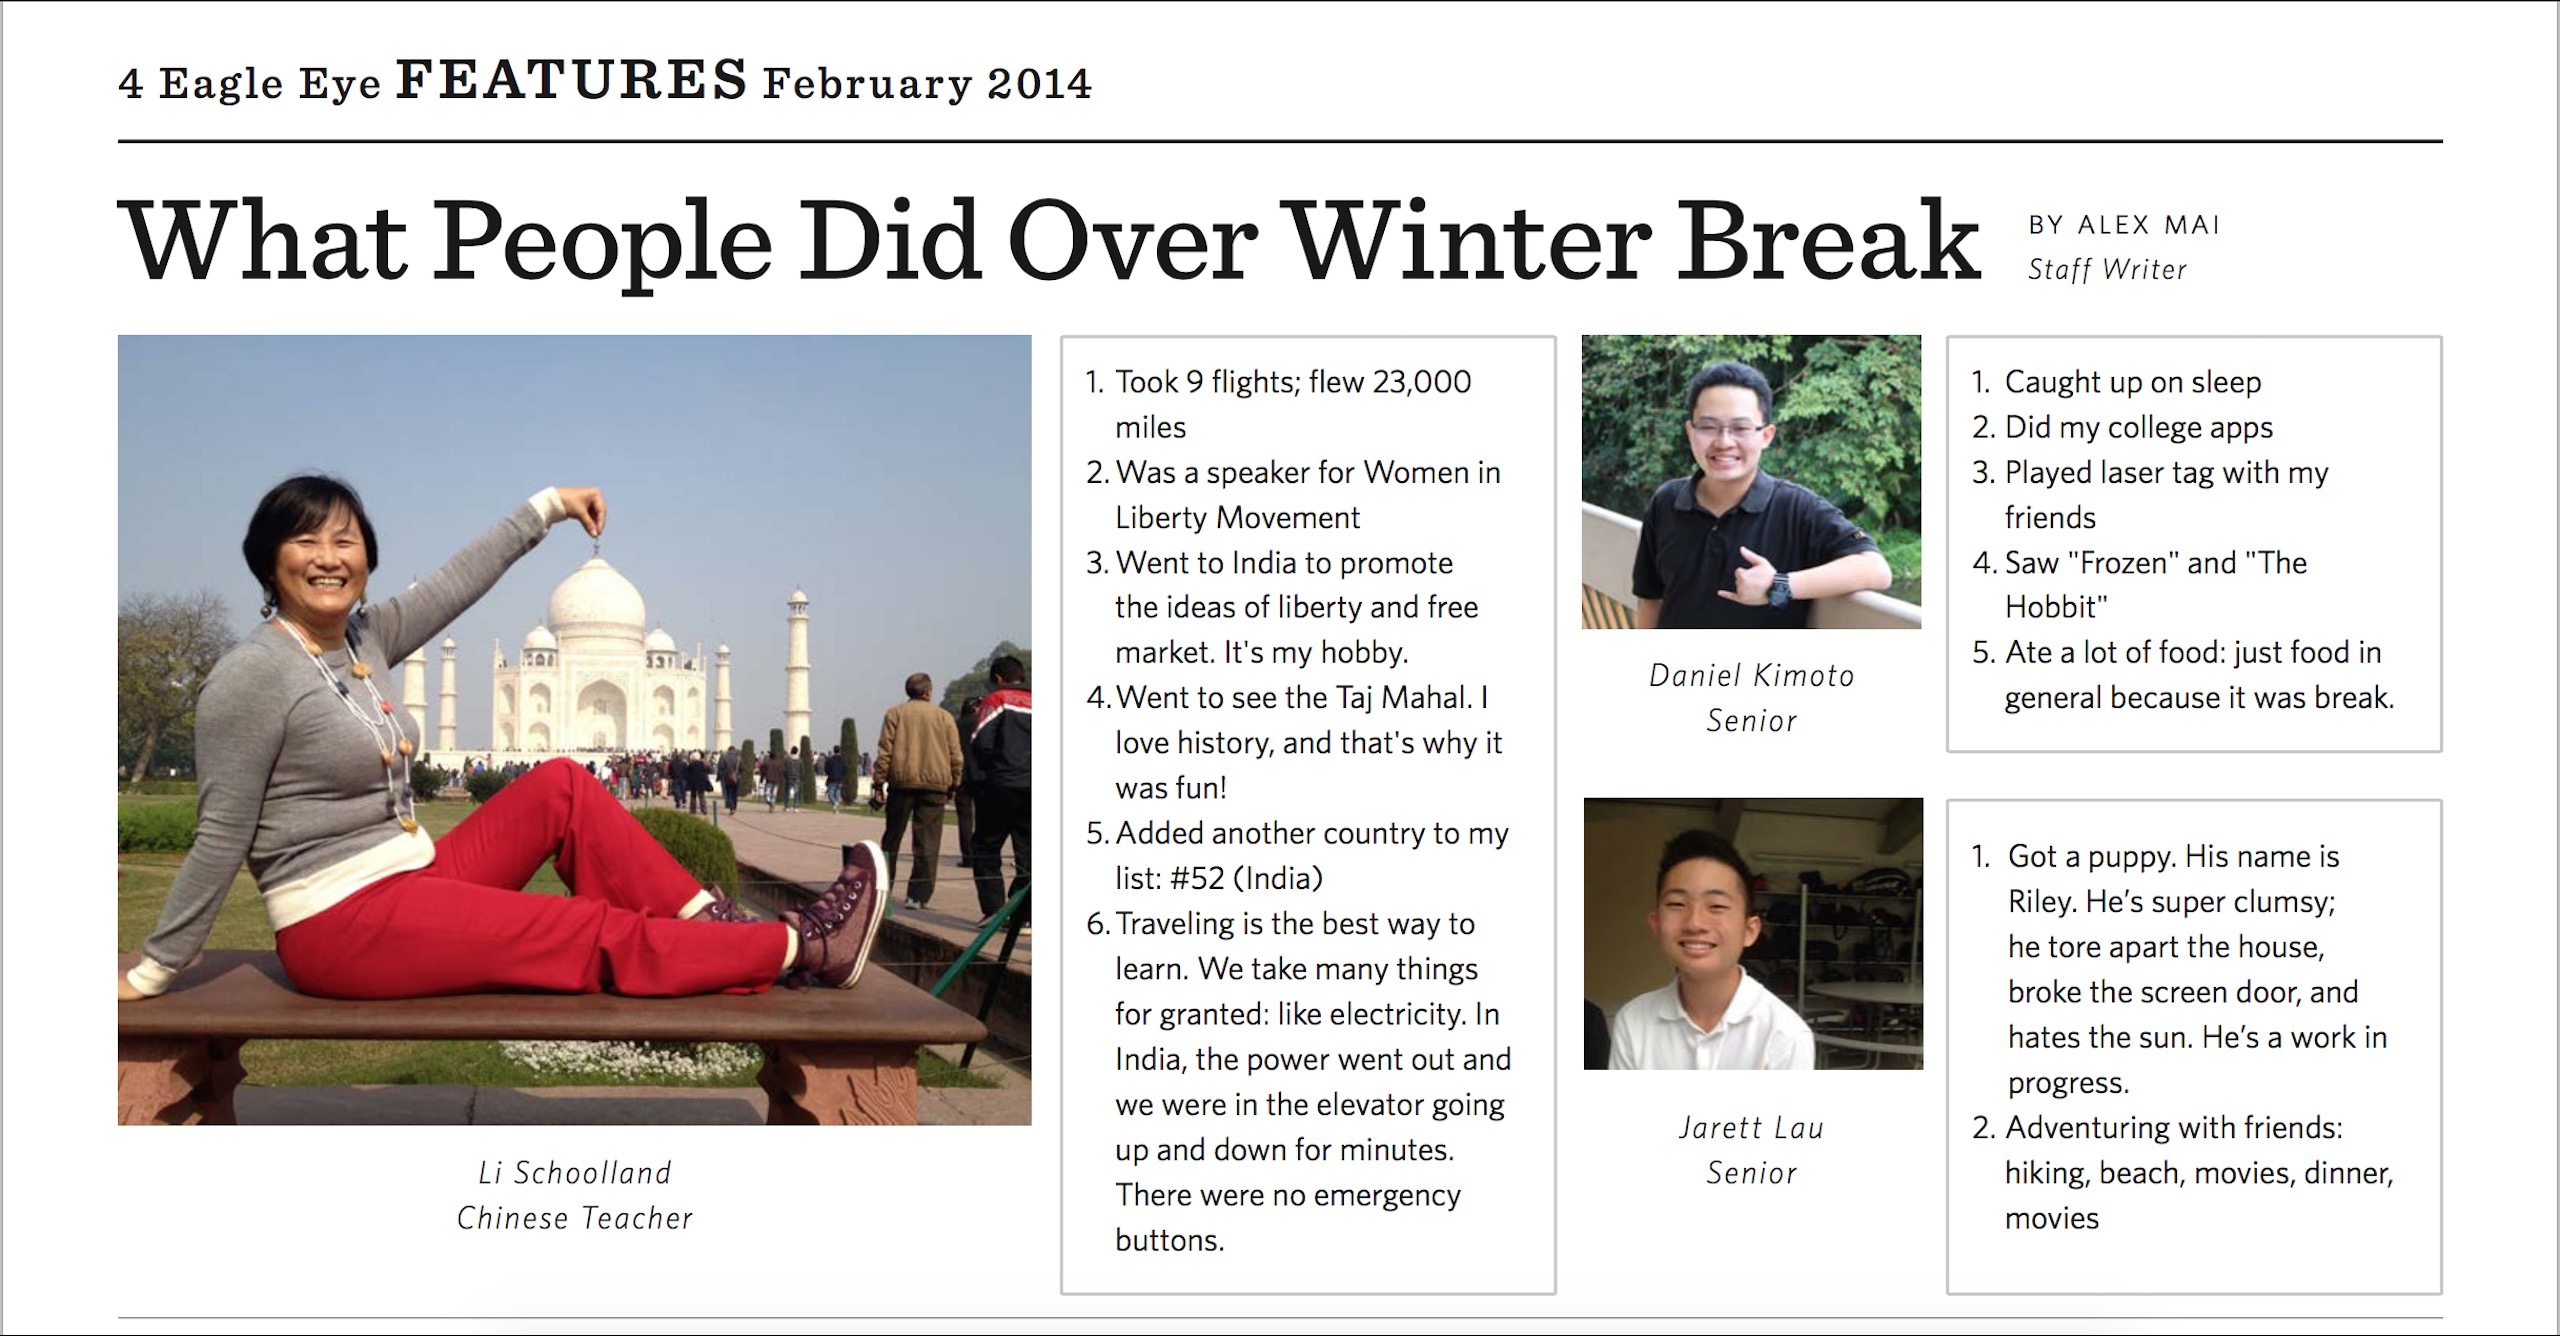 4 Eagle Eye FEATURES February 2014
What People Did Over Winter Break
BY ALEX MAI
Staff Writer
Li Schoolland
Chinese Teacher
1. Took 9 flights; flew 23,000
miles
2. Was a speaker for Women in
Liberty Movement
3. Went to India to promote
the ideas of liberty and free
market. It's my hobby.
4. Went to see the Taj Mahal. I
love history, and that's why it
was fun!
5. Added another country to my
list: #52 (India)
6. Traveling is the best way to
learn. We take many things
for granted: like electricity. In
India, the power went out and
we were in the elevator going
up and down for minutes.
There were no emergency
buttons.
Daniel Kimoto
Senior
1. Caught up on sleep
2. Did my college apps
3. Played laser tag with my
friends
4. Saw "Frozen" and "The
Hobbit"
5. Ate a lot of food: just food in
general because it was break.
Jarett Lau
Senior
1. Got a puppy. His name is
Riley. He’s super clumsy;
he tore apart the house,
broke the screen door, and
hates the sun. He’s a work in
progress.
2. Adventuring with friends:
hiking, beach, movies, dinner,
movies